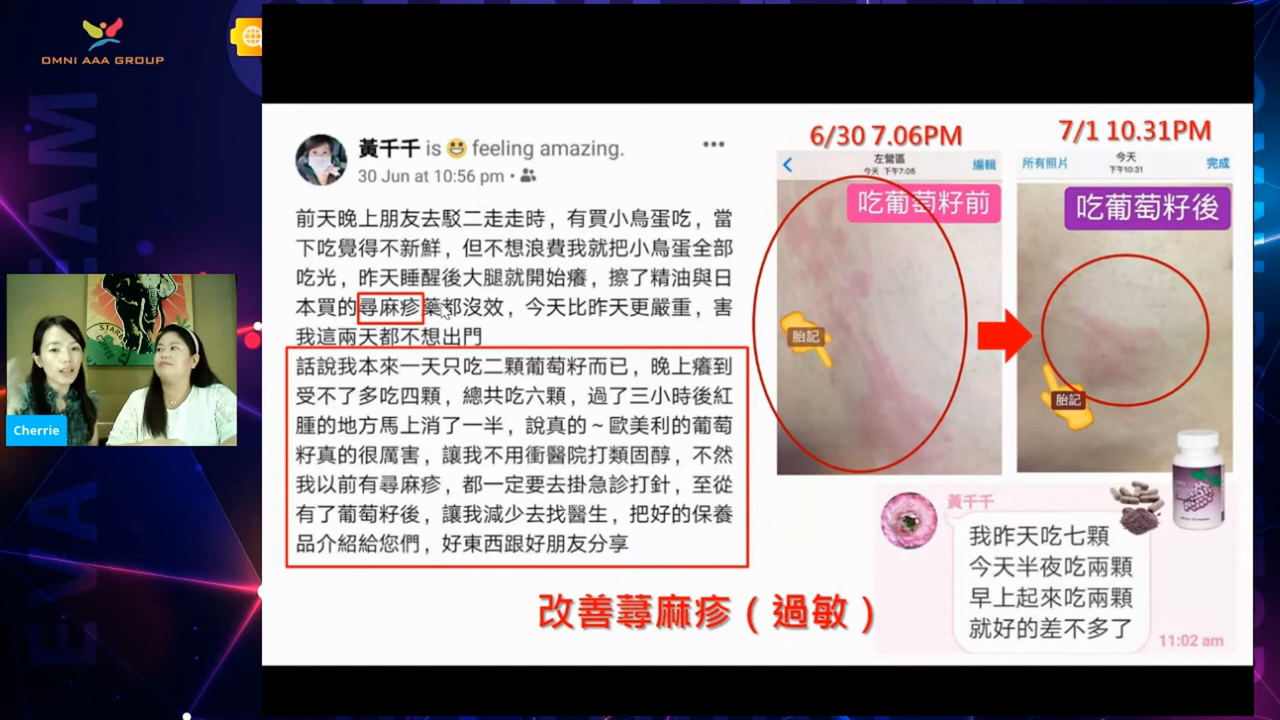 OMNI AAA GROUP
Cherrie
黃千千 is feeling amazing.
30 Jun at 10:56 pm
前天晚上朋友去駁二走走時，有買小鳥蛋吃，當
下吃覺得不新鮮，但不想浪費我就把小鳥蛋全部
吃光，昨天睡醒後大腿就開始癢，擦了精油與日
本買的尋麻疹藥都沒效，今天比昨天更嚴重，害
我這兩天都不想出門
話說我本來一天只吃二顆葡萄籽而已，晚上癢到
受不了多吃四顆，總共吃六顆，過了三小時後紅
腫的地方馬上消了一半，說真的～歐美利的葡萄
籽真的很厲害，讓我不用衝醫院打類固醇，不然
我以前有尋麻疹，都一定要去掛急診打針，至從
有了葡萄籽後，讓我減少去找醫生，把好的保養
品介紹給您們，好東西跟好朋友分享
改善蕁麻疹（過敏）
6/30 7.06PM
左營區
今天 下午7:05
編輯
吃葡萄籽前
胎記
7/1 10.31PM
所有照片
今天
下午10:31
完成
吃葡萄籽後
胎記
黃千千
我昨天吃七顆
今天半夜吃兩顆
早上起來吃兩顆
就好的差不多了
11:02 am